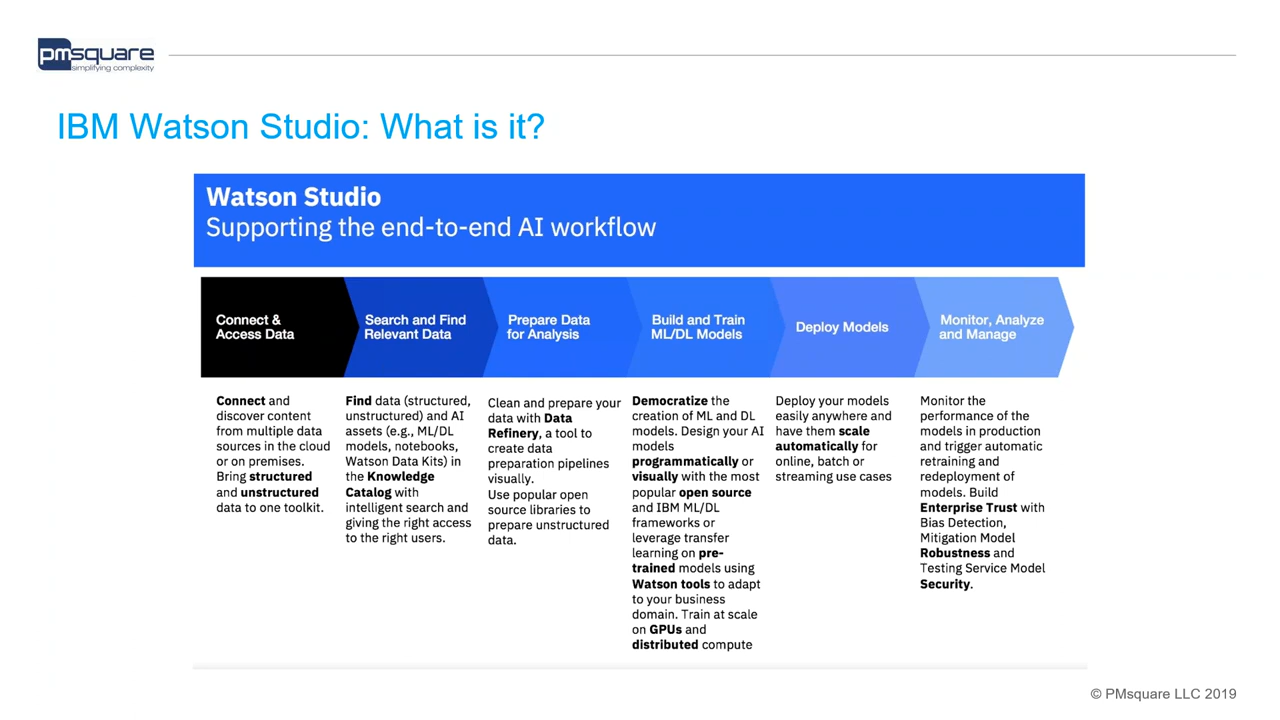 pmsquare
simplifying complexity
IBM Watson Studio: What is it?
Watson Studio
Supporting the end-to-end AI workflow
Connect &
Access Data
Search and Find
Relevant Data
Prepare Data
for Analysis
Build and Train
ML/DL Models
Deploy Models
Monitor, Analyze
and Manage
Connect and
discover content
from multiple data
sources in the cloud
or on premises.
Bring structured
and unstructured
data to one toolkit.
Find data (structured,
unstructured) and AI
assets (e.g., ML/DL
models, notebooks,
Watson Data Kits) in
the Knowledge
Catalog with
intelligent search and
giving the right access
to the right users.
Clean and prepare your
data with Data
Refinery, a tool to
create data
preparation pipelines
visually.
Use popular open
source libraries to
prepare unstructured
data.
Democratize the
creation of ML and DL
models. Design your AI
models
programmatically or
visually with the most
popular open source
and IBM ML/DL
frameworks or
leverage transfer
learning on pre-
trained models using
Watson tools to adapt
to your business
domain. Train at scale
on GPUs and
distributed compute
Deploy your models
easily anywhere and
have them scale
automatically for
online, batch or
streaming use cases
Monitor the
performance of the
models in production
and trigger automatic
retraining and
redeployment of
models. Build
Enterprise Trust with
Bias Detection,
Mitigation Model
Robustness and
Testing Service Model
Security.
© PMsquare LLC 2019